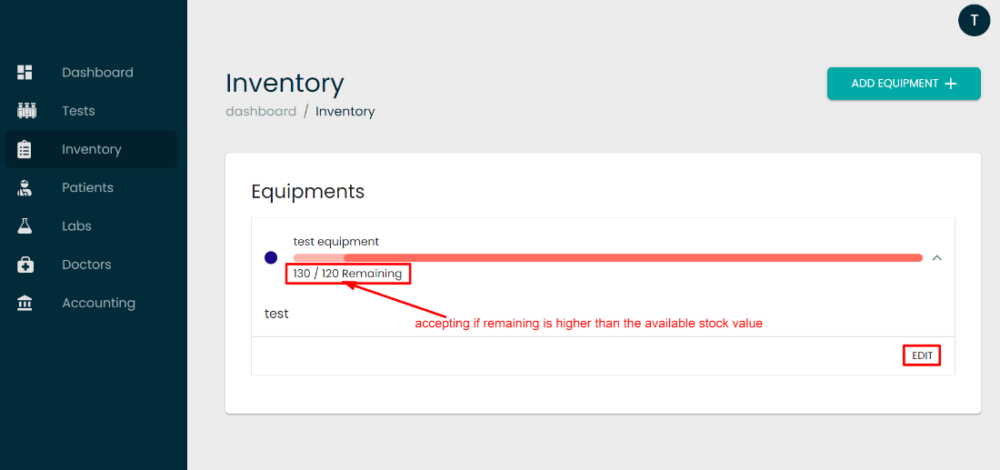 T
Dashboard
Tests
Inventory
Patients
Labs
Doctors
Accounting
Inventory
dashboard / Inventory
ADD EQUIPMENT +
Equipments
test equipment
130 / 120 Remaining
accepting if remaining is higher than the available stock value
test
EDIT